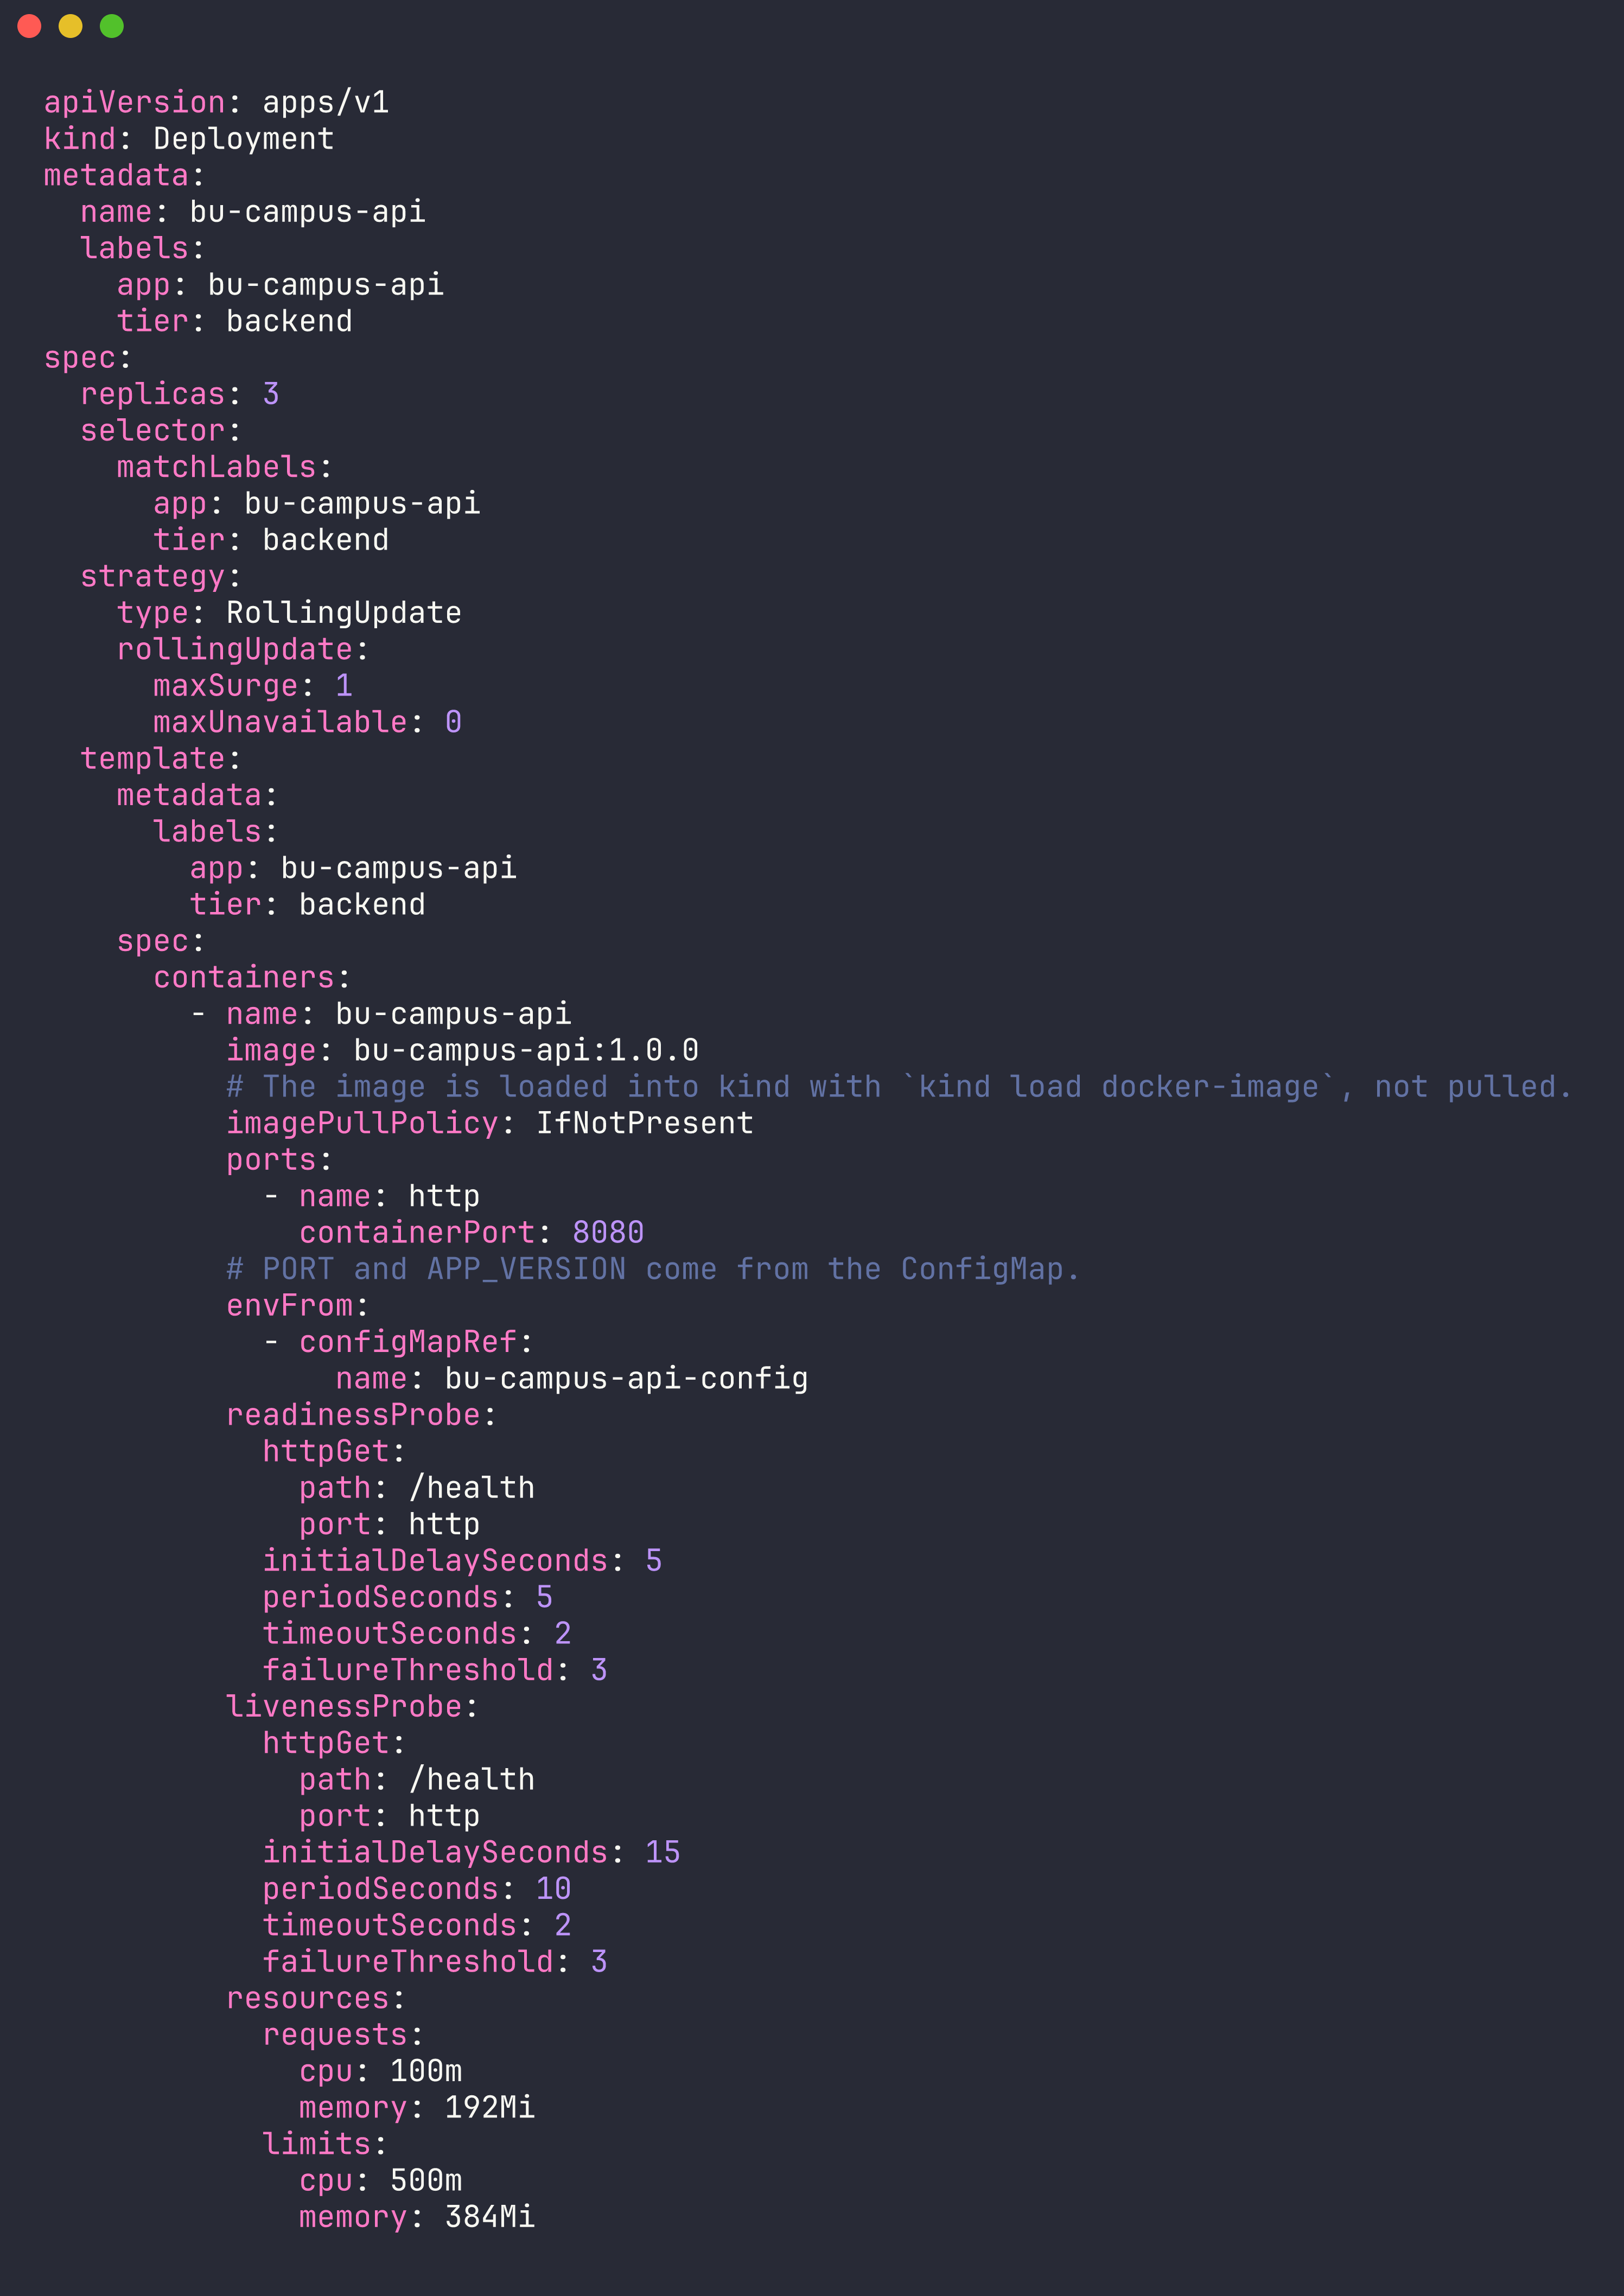 apiVersion: apps/v1
kind: Deployment
metadata:
  name: bu-campus-api
  labels:
    app: bu-campus-api
    tier: backend
spec:
  replicas: 3
  selector:
    matchLabels:
      app: bu-campus-api
      tier: backend
  strategy:
    type: RollingUpdate
    rollingUpdate:
      maxSurge: 1
      maxUnavailable: 0
  template:
    metadata:
      labels:
        app: bu-campus-api
        tier: backend
    spec:
      containers:
        - name: bu-campus-api
          image: bu-campus-api:1.0.0
          # The image is loaded into kind with `kind load docker-image`, not pulled.
          imagePullPolicy: IfNotPresent
          ports:
            - name: http
              containerPort: 8080
          # PORT and APP_VERSION come from the ConfigMap.
          envFrom:
            - configMapRef:
                name: bu-campus-api-config
          readinessProbe:
            httpGet:
              path: /health
              port: http
            initialDelaySeconds: 5
            periodSeconds: 5
            timeoutSeconds: 2
            failureThreshold: 3
          livenessProbe:
            httpGet:
              path: /health
              port: http
            initialDelaySeconds: 15
            periodSeconds: 10
            timeoutSeconds: 2
            failureThreshold: 3
          resources:
            requests:
              cpu: 100m
              memory: 192Mi
            limits:
              cpu: 500m
              memory: 384Mi